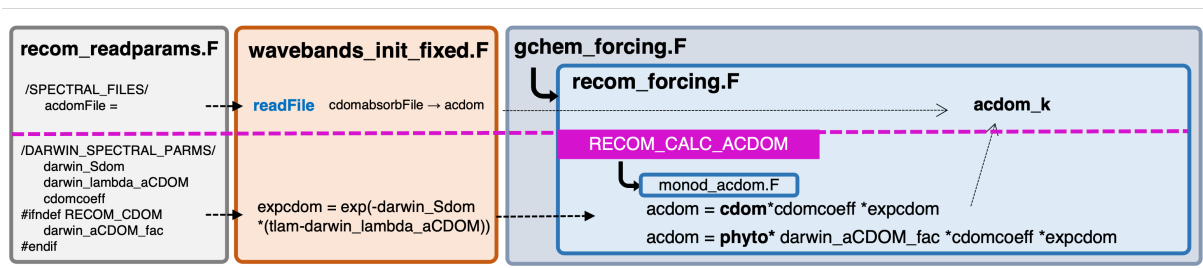 recom_readparams.F
/SPECTRAL_FILES/
acdomFile =
/DARWIN_SPECTRAL_PARMS/
darwin_Sdom
darwin_lambda_aCDOM
cdomcoeff
#ifndef RECOM_CDOM
darwin_aCDOM_fac
#endif
wavebands_init_fixed.F
readFile cdomabsorbFile → acdom
expcdom = exp(-darwin_Sdom
*(tlam-darwin_lambda_aCDOM))
gchem_forcing.F
recom_forcing.F
acdom_k
RECOM_CALC_ACDOM
monod_acdom.F
acdom = cdom*cdomcoeff *expcdom
acdom = phyto* darwin_aCDOM_fac *cdomcoeff *expcdom